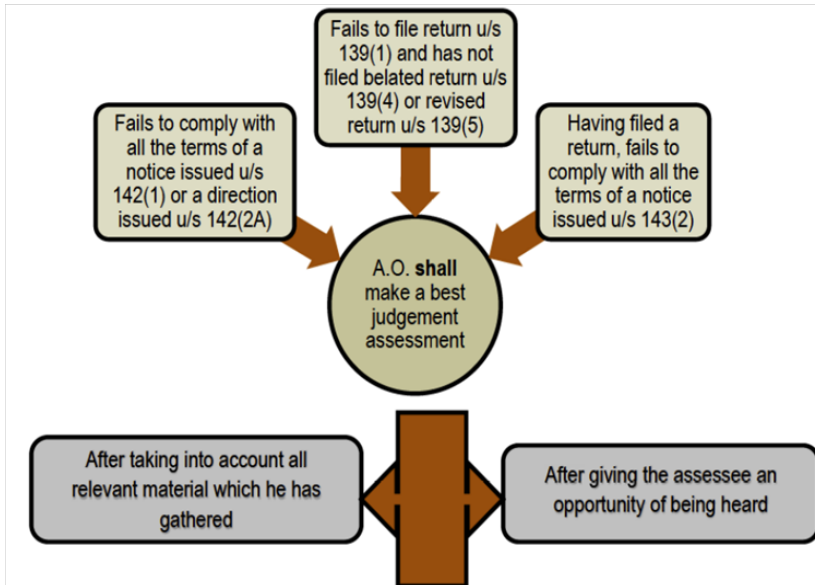 Fails to file return u/s
139(1) and has not
filed belated return u/s
139(4) or revised
return u/s 139(5)
Fails to comply with
all the terms of a
notice issued u/s
142(1) or a direction
issued u/s 142(2A)
Having filed a
return, fails to
comply with all the
terms of a notice
issued u/s 143(2)
A.O. shall
make a best
judgement
assessment
After taking into account all
relevant material which he has
gathered
After giving the assessee an
opportunity of being heard